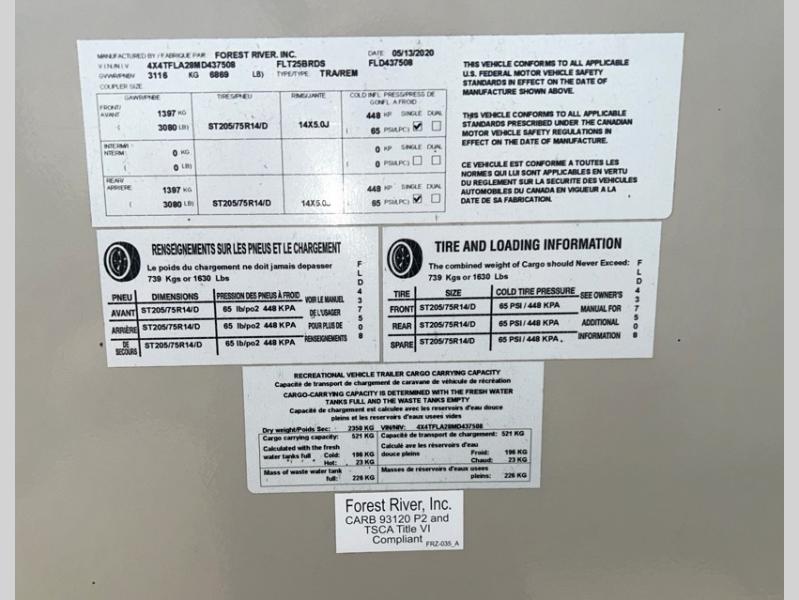 MANUFACTURED BY / FABRIQUE PAR FOREST RIVER, INC. DATE 05/13/2020
V.I.N./N.I.V 4X4TFLA28MD437508 FLT25BRDS FLD437508
GVWR/PNBV 3116 KG 6869 LB) TYPE/TYPE: TRA/REM
COUPLER SIZE
GAWR/PNBE TIRES/PNEU RIMS/JANTE COLD INFL PRESS/PRESS DE GONFL A FROID
FRONT/ AVANT 1397 KG 448 KP SINGLE DUAL
( 3080 LB) ST205/75R14/D 14X5.0J ( 65 PSI/LPC)
INTERM/ INTERM ( 0 KG 0 KP SINGLE DUAL
( 0 LB) ( 0 PSI/LPC)
REAR/ ARRIERE 1397 KG 448 KP SINGLE DUAL
( 3080 LB) ST205/75R14/D 14X5.0J ( 65 PSI/LPC)
THIS VEHICLE CONFORMS TO ALL APPLICABLE
U.S. FEDERAL MOTOR VEHICLE SAFETY
STANDARDS IN EFFECT ON THE DATE OF
MANUFACTURE SHOWN ABOVE.
THIS VEHICLE CONFORMS TO ALL APPLICABLE
STANDARDS PRESCRIBED UNDER THE CANADIAN
MOTOR VEHICLE SAFETY REGULATIONS IN
EFFECT ON THE DATE OF MANUFACTURE.
CE VEHICULE EST CONFORME A TOUTES LES
NORMES QUI LUI SONT APPLICABLES EN VERTU
DU REGLEMENT SUR LA SECURITE DES VEHICULES
AUTOMOBILES DU CANADA EN VIGUEUR A LA
DATE DE SA FABRICATION.
RENSEIGNEMENTS SUR LES PNEUS ET LE CHARGEMENT
Le poids du chargement ne doit jamais depasser
739 Kgs or 1630 Lbs
PNEU DIMENSIONS PRESSION DES PNEUS À FROID VOIR LE MANUEL
AVANT ST205/75R14/D 65 lb/po2 448 KPA DE L'USAGER
ARRIÈRE ST205/75R14/D 65 lb/po2 448 KPA POUR PLUS DE
DE SECOURS ST205/75R14/D 65 lb/po2 448 KPA RENSEIGNEMENTS
FLD437508
TIRE AND LOADING INFORMATION
The combined weight of Cargo should Never Exceed:
739 Kgs or 1630 Lbs
TIRE SIZE COLD TIRE PRESSURE SEE OWNER'S
FRONT ST205/75R14/D 65 PSI / 448 KPA MANUAL FOR
REAR ST205/75R14/D 65 PSI / 448 KPA ADDITIONAL
SPARE ST205/75R14/D 65 PSI / 448 KPA INFORMATION
FLD437508
RECREATIONAL VEHICLE TRAILER CARGO CARRYING CAPACITY
Capacité de transport de chargement de caravane de véhicule de récréation
CARGO-CARRYING CAPACITY IS DETERMINED WITH THE FRESH WATER
TANKS FULL AND THE WASTE TANKS EMPTY
Capacité de chargement est calculee avec les reservoirs d'eau douce
pleins et les reservoirs d'eaux usees vides
Dry weight/Poids Sec: 2350 KG VIN/NIV: 4X4TFLA28MD437508
Cargo carrying capacity: 521 KG Capacité de transport de chargement: 521 KG
Calculated with the fresh Calculé ave les réservoirs d'eau
water tanks full Cold: 196 KG douce pleins Froid: 196 KG
Hot: 23 KG Chaud: 23 KG
Mass of waste water tank Masses de réservoirs d'eaux usees
full: 226 KG pleins: 226 KG
Forest River, Inc.
CARB 93120 P2 and
TSCA Title VI
Compliant FRZ-035_A